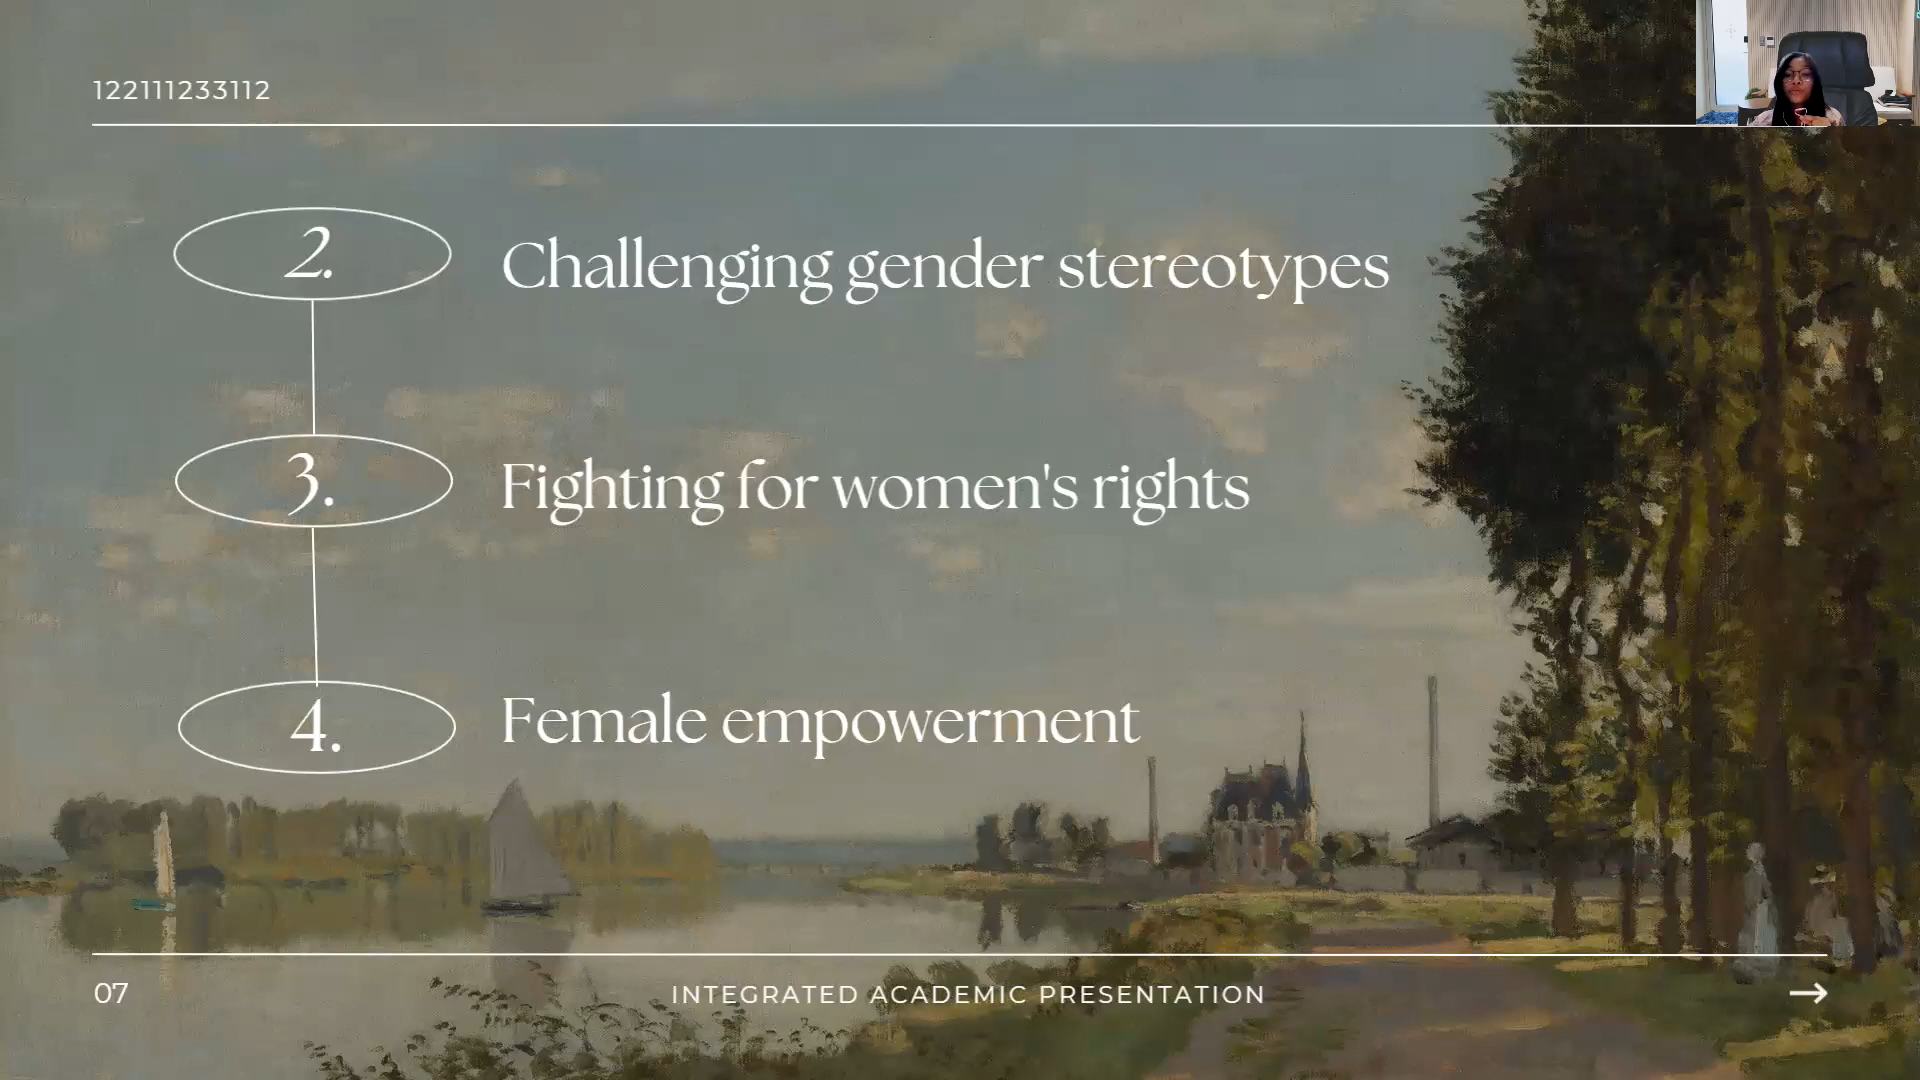 122111233112
2. Challenging gender stereotypes
3. Fighting for women's rights
4. Female empowerment
07 INTEGRATED ACADEMIC PRESENTATION →